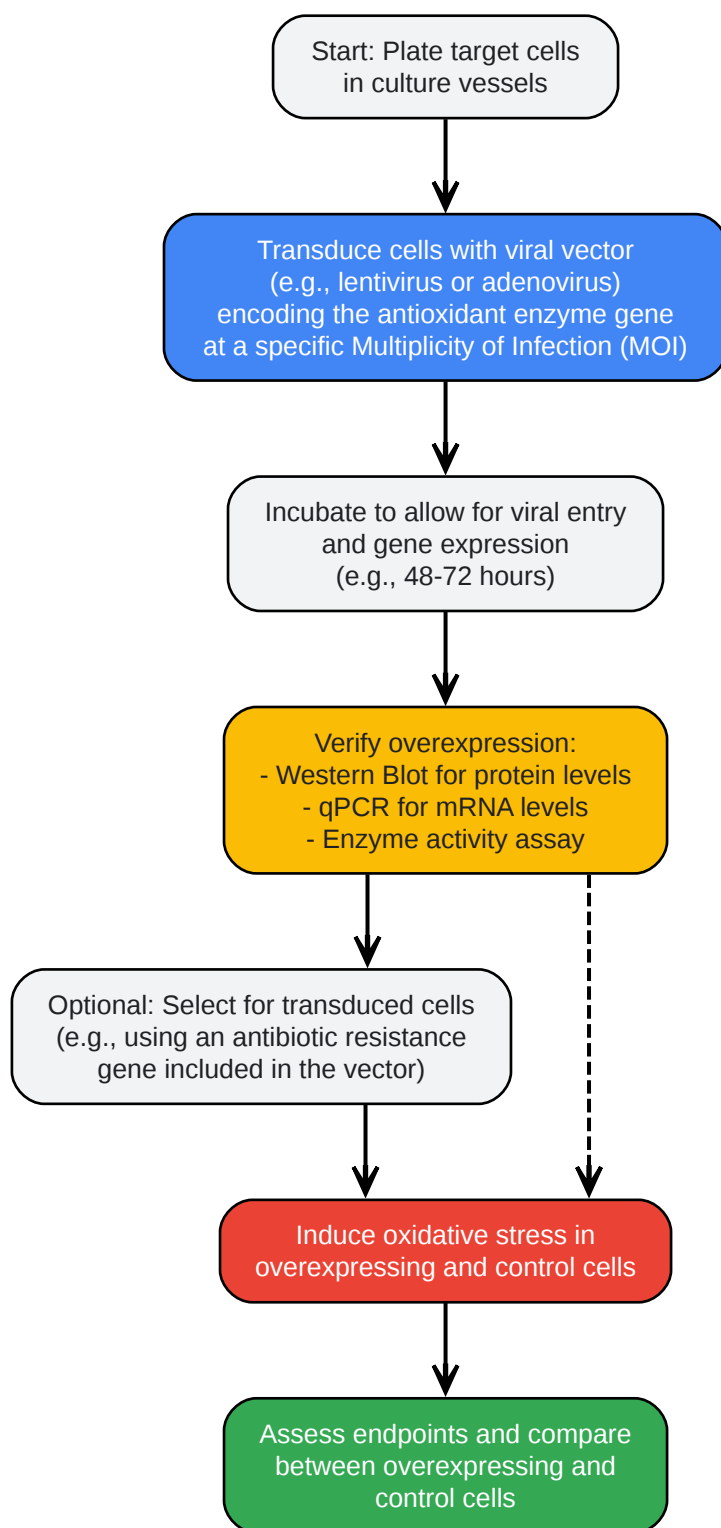 Start: Plate target cells
in culture vessels
Transduce cells with viral vector
(e.g., lentivirus or adenovirus)
encoding the antioxidant enzyme gene
at a specific Multiplicity of Infection (MOI)
Incubate to allow for viral entry
and gene expression
(e.g., 48-72 hours)
Verify overexpression:
- Western Blot for protein levels
- qPCR for mRNA levels
- Enzyme activity assay
Optional: Select for transduced cells
(e.g., using an antibiotic resistance
gene included in the vector)
Induce oxidative stress in
overexpressing and control cells
Assess endpoints and compare
between overexpressing and
control cells